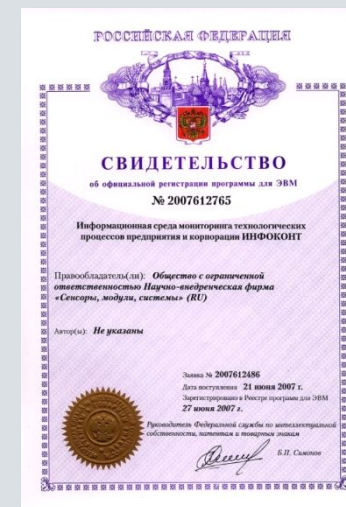 РОССИЙСКАЯ ФЕДЕРАЦИЯ
СВИДЕТЕЛЬСТВО
об официальной регистрации программы для ЭВМ
№ 2007612765
Информационная среда мониторинга технологических
процессов предприятия и корпорации ИНФОКОНТ
Правообладатель(ли): Общество с ограниченной
ответственностью Научно-внедренческая фирма
«Сенсоры, модули, системы» (RU)
Автор(ы): Не указаны
Заявка № 2007612486
Дата поступления 21 июня 2007 г.
Зарегистрировано в Реестре программ для ЭВМ
27 июня 2007 г.
Руководитель Федеральной службы по интеллектуальной
собственности, патентам и товарным знакам
Б.П. Симонов